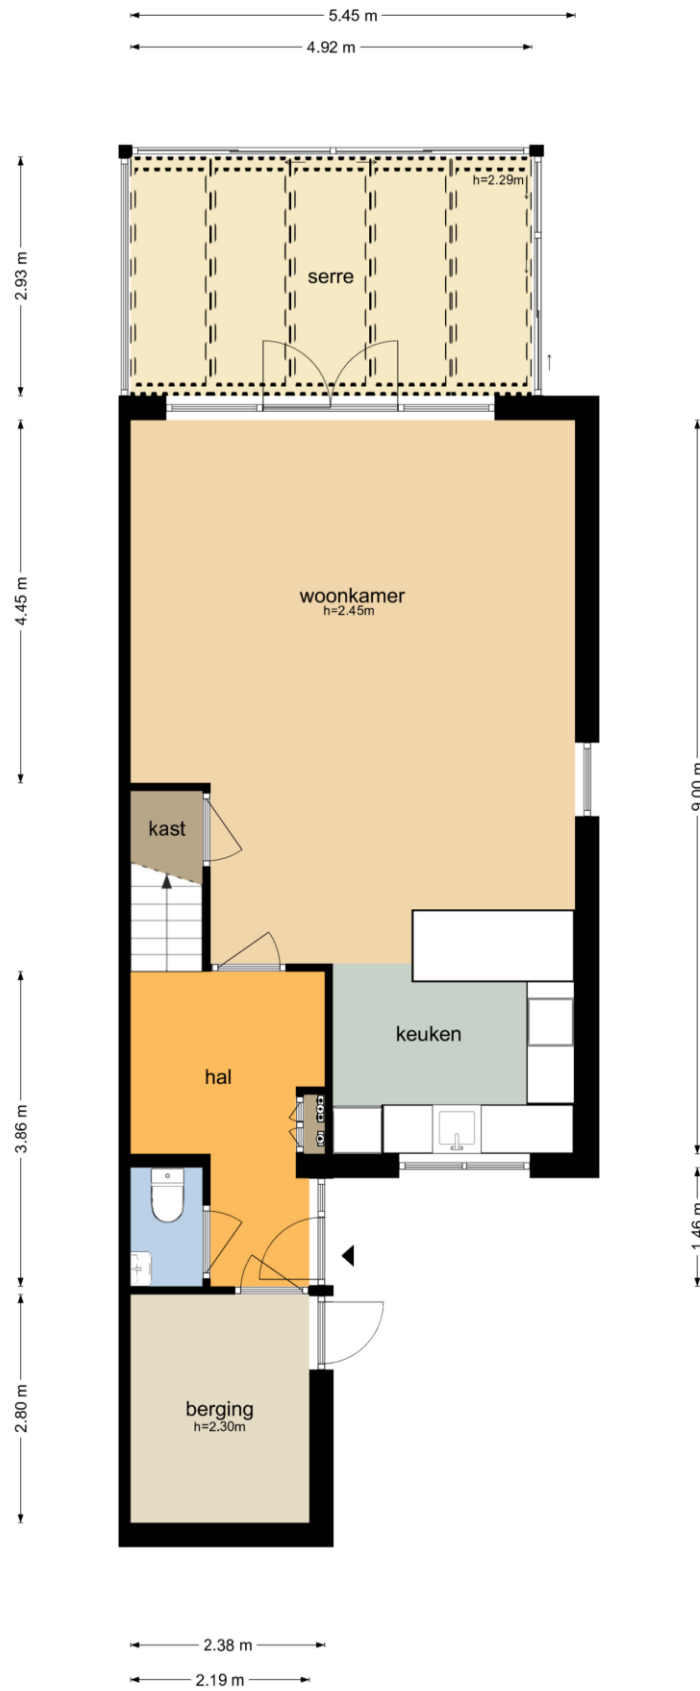 5.45 m
4.92 m
h=2.29m
serre
2.93 m
woonkamer
h=2.45m
4.45 m
9.00 m
kast
keuken
hal
3.86 m
1.46 m
berging
h=2.30m
2.80 m
2.38 m
2.19 m